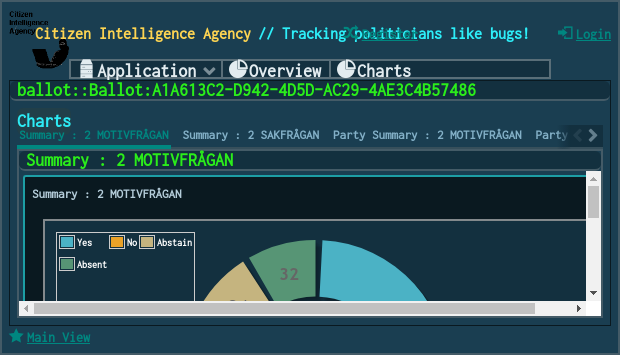 Citizen
Intelligence
Agency
Citizen Intelligence Agency // Tracking politicians like bugs!
Register
Login
Application
Overview
Charts
ballot::Ballot:A1A613C2-D942-4D5D-AC29-4AE3C4B57486
Charts
Summary : 2 MOTIVFRÅGAN
Summary : 2 SAKFRÅGAN
Party Summary : 2 MOTIVFRÅGAN
Party
Summary : 2 MOTIVFRÅGAN
Summary : 2 MOTIVFRÅGAN
Yes
No
Abstain
Absent
32
Main View